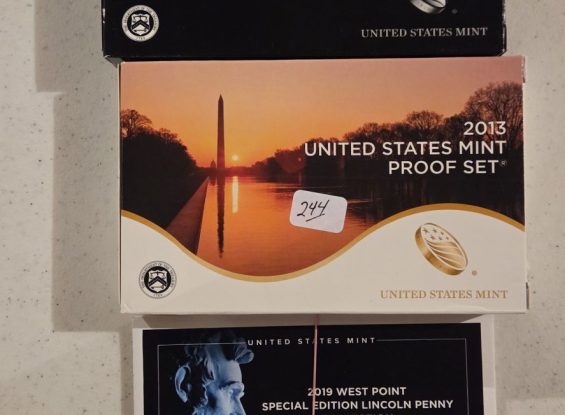 UNITED STATES MINT
2013
UNITED STATES MINT
PROOF SET®
244
UNITED STATES MINT
UNITED STATES MINT
2019 WEST POINT
SPECIAL EDITION LINCOLN PENNY